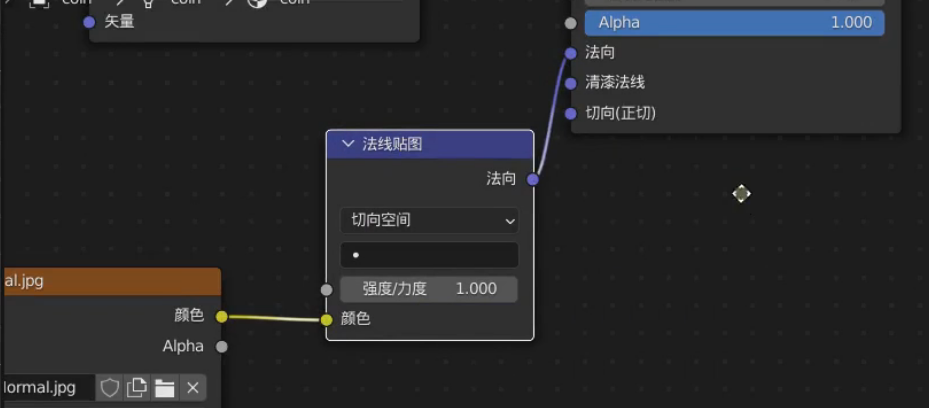 coin coin coin
矢量
Alpha 1.000
法向
清漆法线
切向(正切)
法线贴图
法向
切向空间
强度/力度 1.000
颜色
al.jpg
颜色
Alpha
lormal.jpg